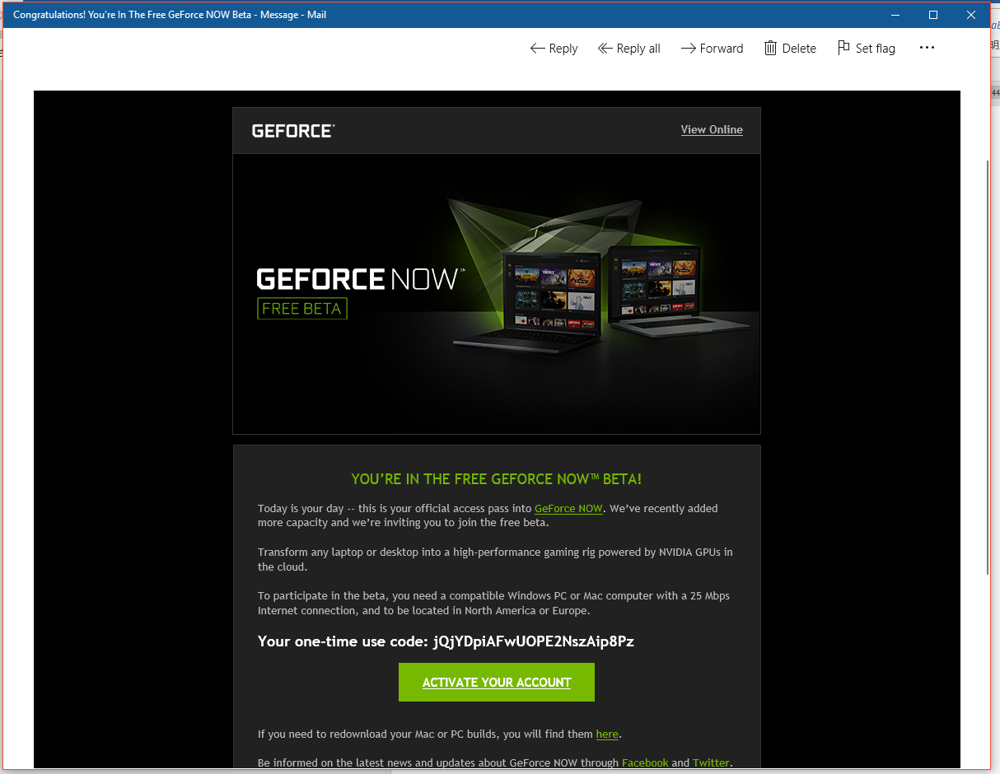 Congratulations! You're In The Free GeForce NOW Beta - Message - Mail
Reply Reply all Forward Delete Set flag
GEFORCE
View Online
GEFORCE NOW™
FREE BETA
YOU'RE IN THE FREE GEFORCE NOW™ BETA!
Today is your day -- this is your official access pass into GeForce NOW. We've recently added
more capacity and we're inviting you to join the free beta.
Transform any laptop or desktop into a high-performance gaming rig powered by NVIDIA GPUs in
the cloud.
To participate in the beta, you need a compatible Windows PC or Mac computer with a 25 Mbps
Internet connection, and to be located in North America or Europe.
Your one-time use code: jQjYDpiAFwUOPE2NszAip8Pz
ACTIVATE YOUR ACCOUNT
If you need to redownload your Mac or PC builds, you will find them here.
Be informed on the latest news and updates about GeForce NOW through Facebook and Twitter.
44